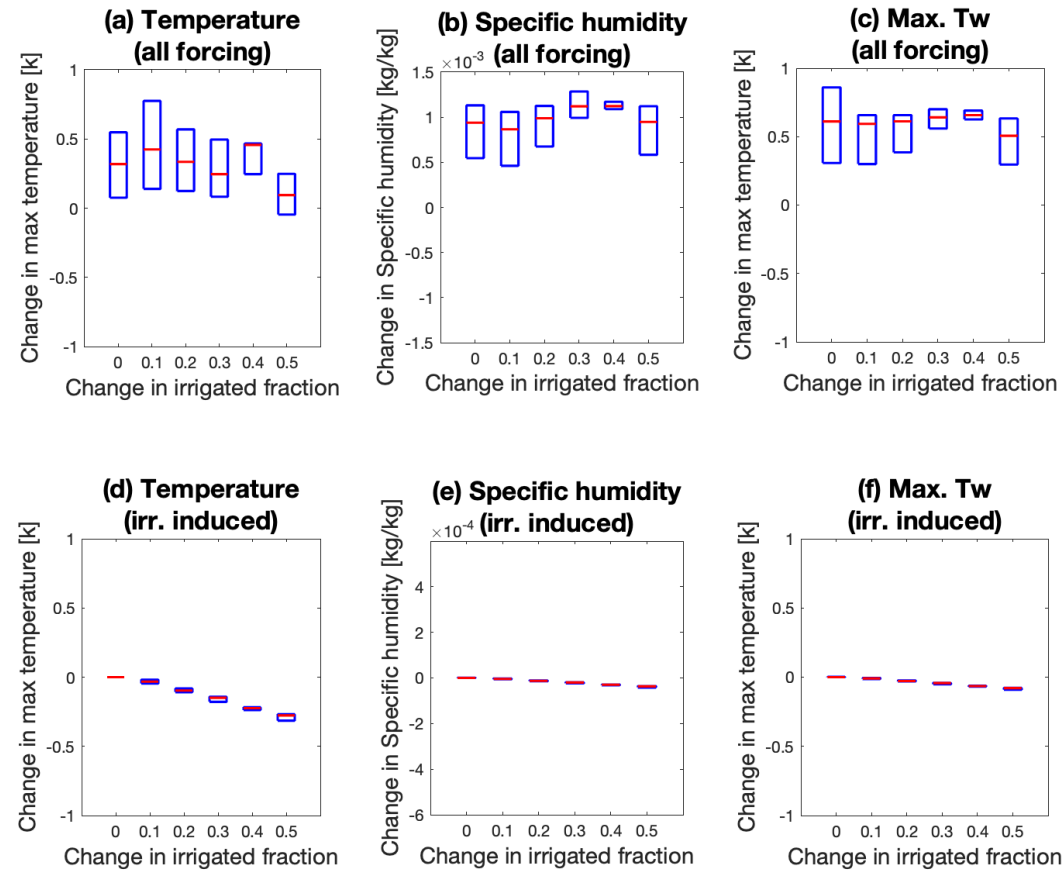 (a) Temperature
(all forcing)
Change in max temperature [k]
1
0.5
0
-0.5
-1
0 0.1 0.2 0.3 0.4 0.5
Change in irrigated fraction
(b) Specific humidity
(all forcing)
×10⁻³
Change in Specific humidity [kg/kg]
1.5
1
0.5
0
-0.5
-1
-1.5
0 0.1 0.2 0.3 0.4 0.5
Change in irrigated fraction
(c) Max. Tw
(all forcing)
Change in max temperature [k]
1
0.5
0
-0.5
-1
0 0.1 0.2 0.3 0.4 0.5
Change in irrigated fraction
(d) Temperature
(irr. induced)
Change in max temperature [k]
1
0.5
0
-0.5
-1
0 0.1 0.2 0.3 0.4 0.5
Change in irrigated fraction
(e) Specific humidity
(irr. induced)
×10⁻⁴
Change in Specific humidity [kg/kg]
4
2
0
-2
-4
-6
0 0.1 0.2 0.3 0.4 0.5
Change in irrigated fraction
(f) Max. Tw
(irr. induced)
Change in max temperature [k]
1
0.5
0
-0.5
-1
0 0.1 0.2 0.3 0.4 0.5
Change in irrigated fraction